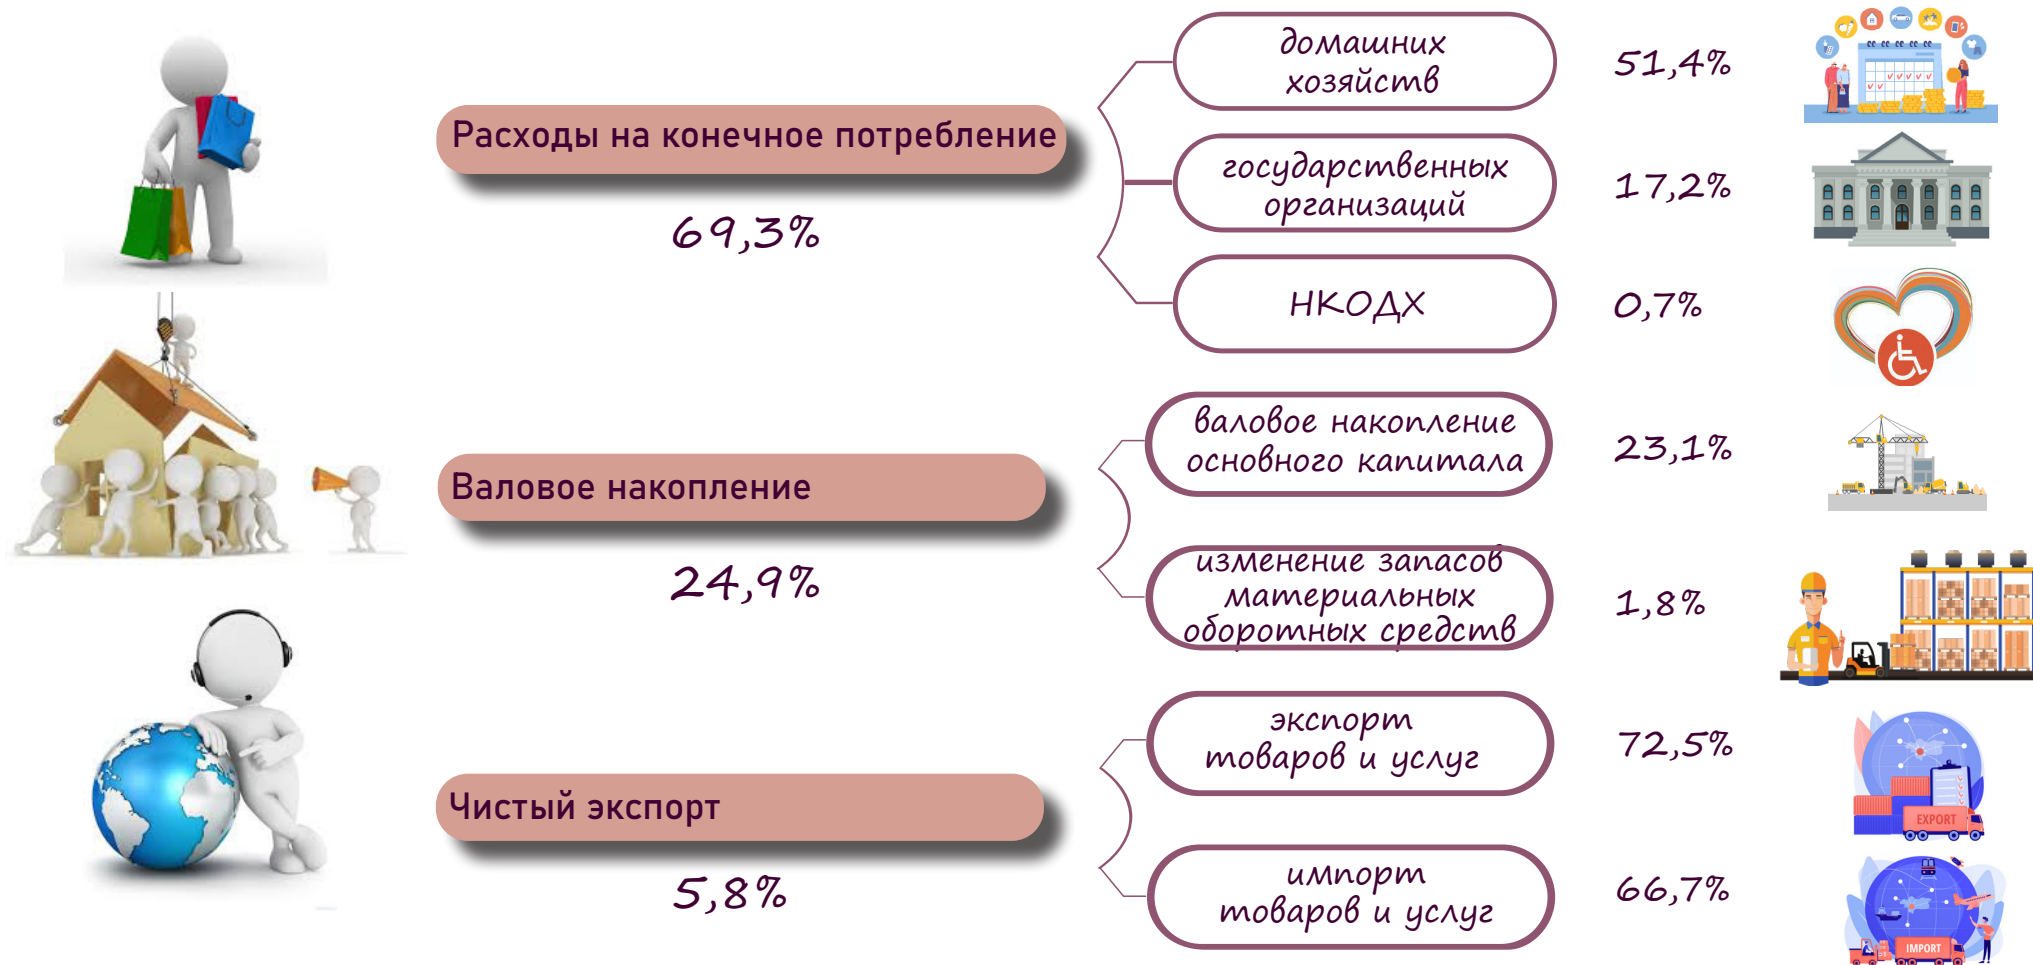 Расходы на конечное потребление
69,3%
домашних
хозяйств
51,4%
государственных
организаций
17,2%
НКОДХ
0,7%
Валовое накопление
24,9%
валовое накопление
основного капитала
23,1%
изменение запасов
материальных
оборотных средств
1,8%
Чистый экспорт
5,8%
экспорт
товаров и услуг
72,5%
EXPORT
импорт
товаров и услуг
66,7%
IMPORT